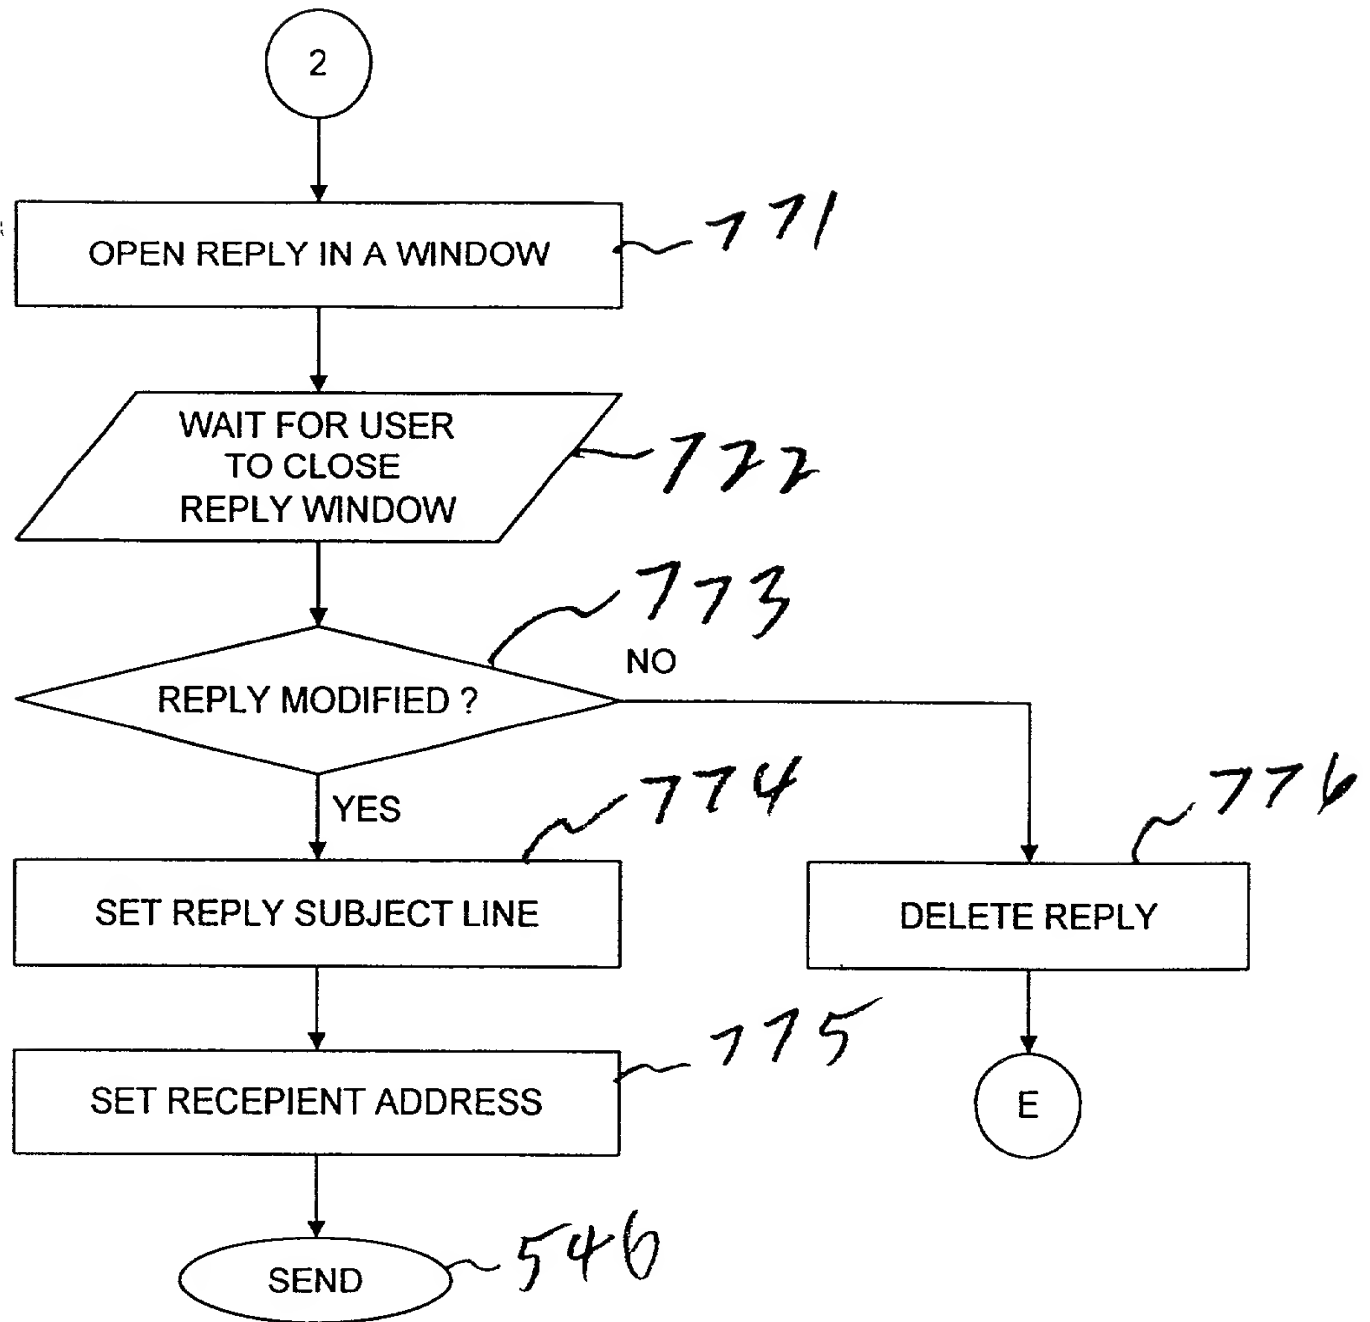 2
OPEN REPLY IN A WINDOW
771
WAIT FOR USER
TO CLOSE
REPLY WINDOW
722
773
REPLY MODIFIED ?
NO
YES
774
776
SET REPLY SUBJECT LINE
DELETE REPLY
775
SET RECEPIENT ADDRESS
E
SEND
546